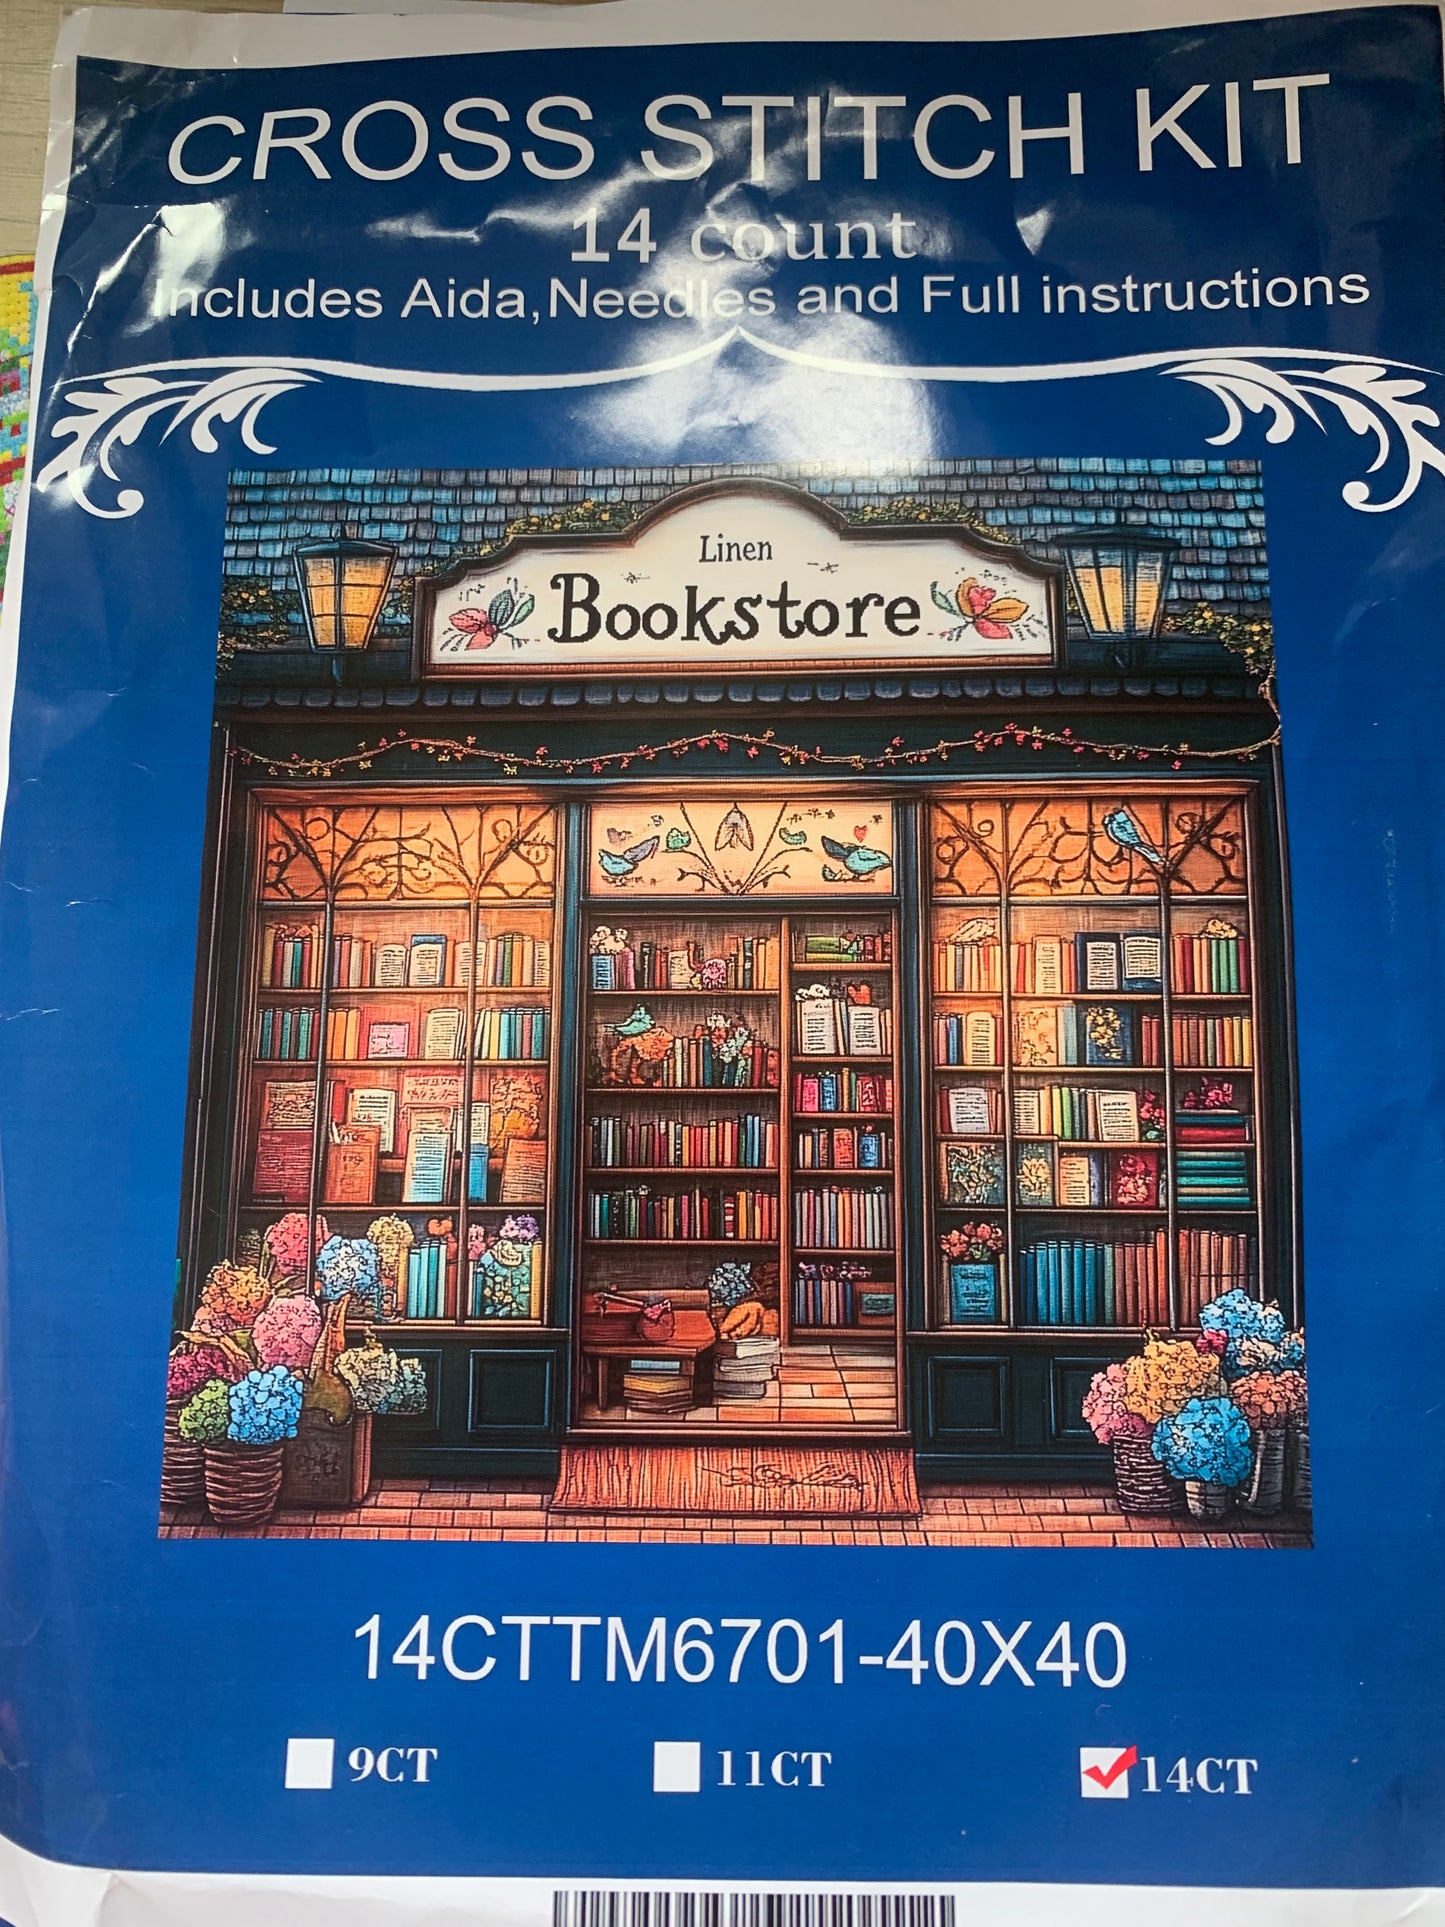 CROSS STITCH KIT
14 count
Includes Aida,Needles and Full instructions
Linen
Bookstore
14CTTM6701-40X40
9CT
11CT
14CT